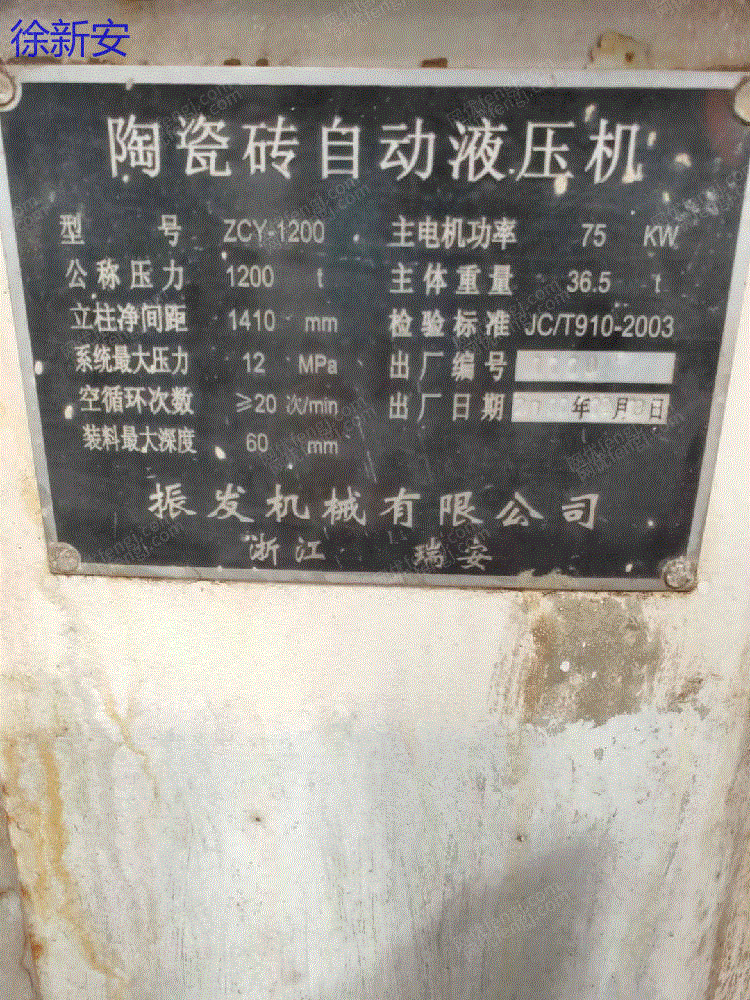 徐新安
陶瓷砖自动液压机
型 号 ZCY-1200 主电机功率 75 KW
公称压力 1200 t 主体重量 36.5 t
立柱净间距 1410 mm 检验标准 JC/T910-2003
系统最大压力 12 MPa 出厂编号
空循环次数 ≥20 次/min 出厂日期 年 月 日
装料最大深度 60 mm
振发机械有限公司
浙江 瑞安